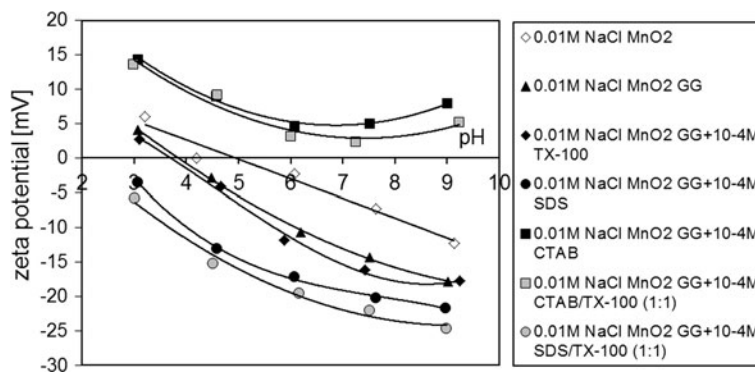 zeta potential [mV]
20
15
10
5
0
-5
-10
-15
-20
-25
-30
2
3
4
5
6
7
8
9
10
pH
0.01M NaCl MnO2
0.01M NaCl MnO2 GG
0.01M NaCl MnO2 GG+10-4M
TX-100
0.01M NaCl MnO2 GG+10-4M
SDS
0.01M NaCl MnO2 GG+10-4M
CTAB
0.01M NaCl MnO2 GG+10-4M
CTAB/TX-100 (1:1)
0.01M NaCl MnO2 GG+10-4M
SDS/TX-100 (1:1)